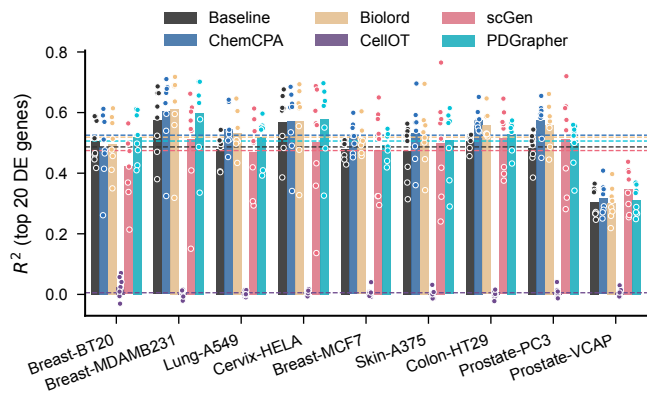 Baseline
Biolord
scGen
ChemCPA
CellOT
PDGrapher
R² (top 20 DE genes)
0.8
0.6
0.4
0.2
0.0
Breast-BT20
Breast-MDAMB231
Lung-A549
Cervix-HELA
Breast-MCF7
Skin-A375
Colon-HT29
Prostate-PC3
Prostate-VCAP